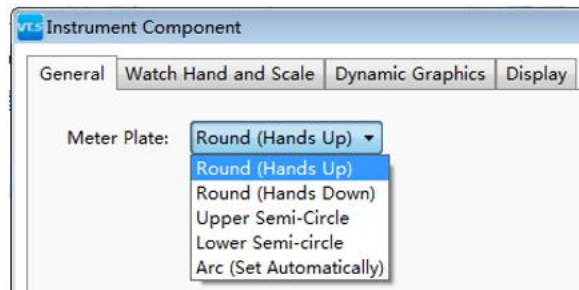 VT5 Instrument Component
General Watch Hand and Scale Dynamic Graphics Display
Meter Plate: Round (Hands Up)
Round (Hands Up)
Round (Hands Down)
Upper Semi-Circle
Lower Semi-circle
Arc (Set Automatically)